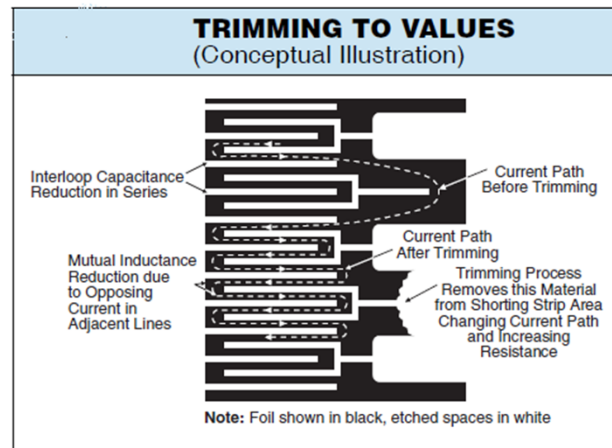 TRIMMING TO VALUES
(Conceptual Illustration)
Interloop Capacitance
Reduction in Series
Current Path
Before Trimming
Mutual Inductance
Reduction due
to Opposing
Current in
Adjacent Lines
Current Path
After Trimming
Trimming Process
Removes this Material
from Shorting Strip Area
Changing Current Path
and Increasing
Resistance
Note: Foil shown in black, etched spaces in white